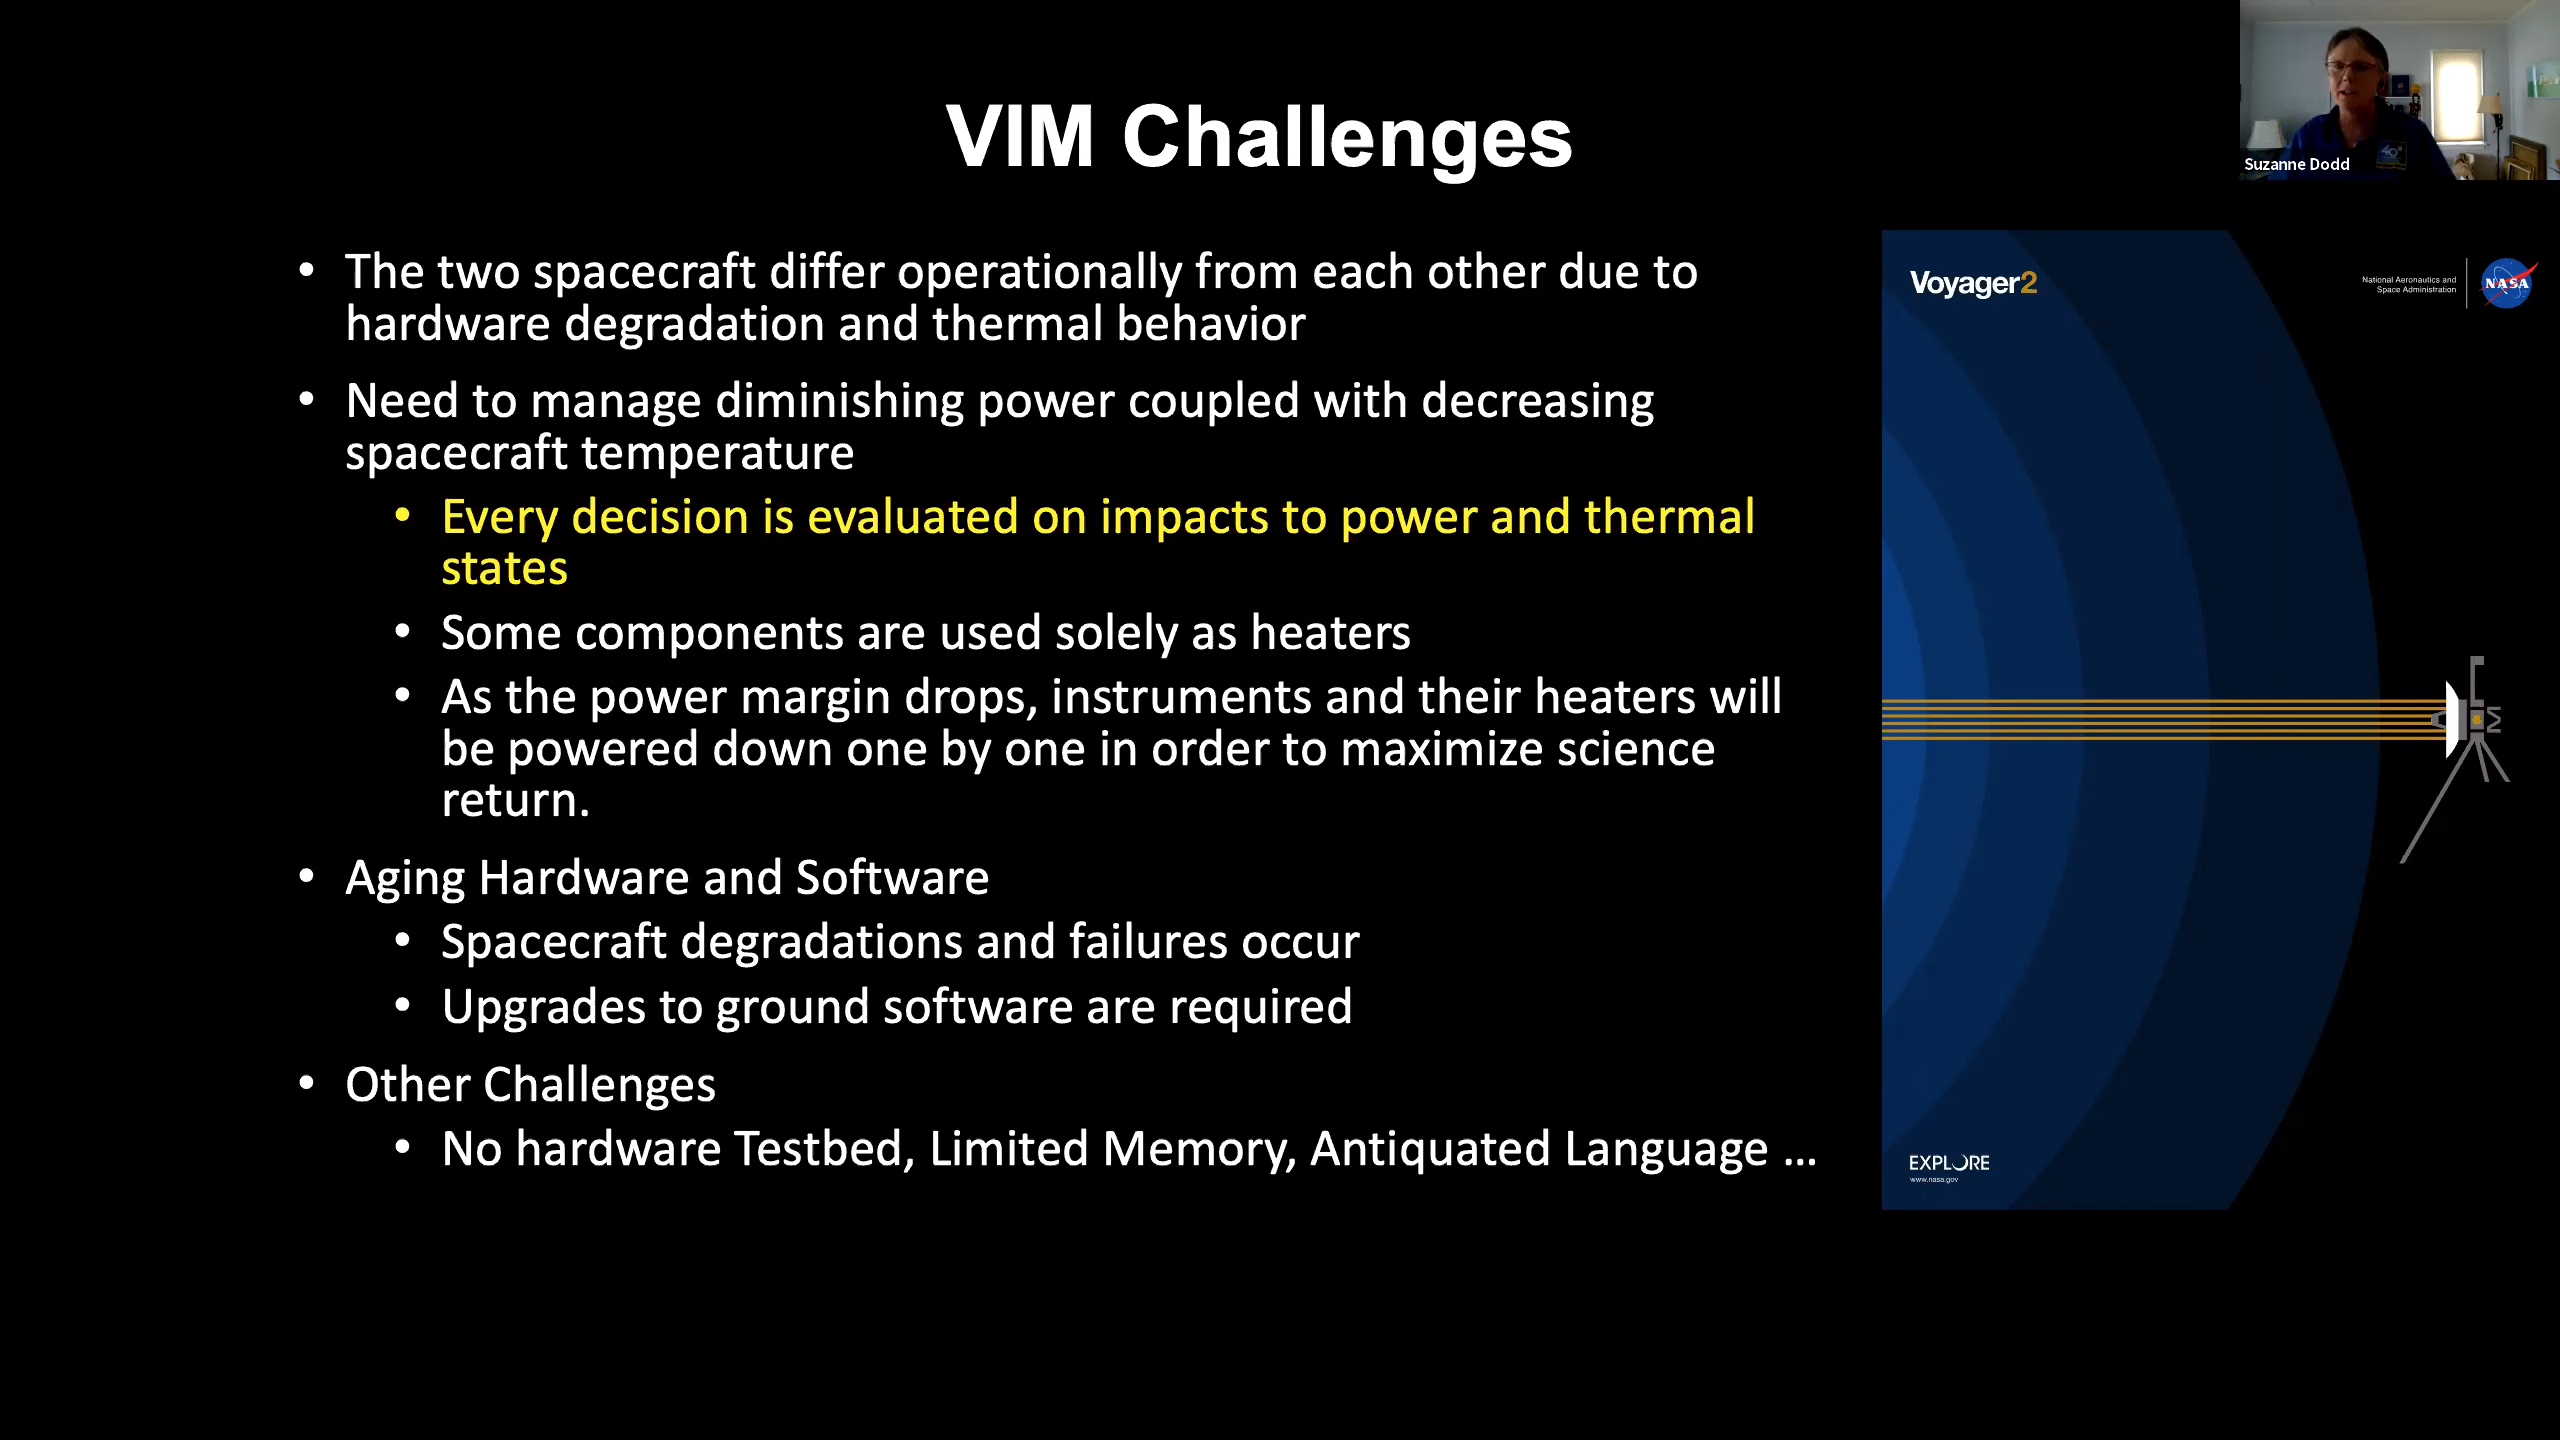 VIM Challenges
Suzanne Dodd
• The two spacecraft differ operationally from each other due to
hardware degradation and thermal behavior
• Need to manage diminishing power coupled with decreasing
spacecraft temperature
• Every decision is evaluated on impacts to power and thermal
states
• Some components are used solely as heaters
• As the power margin drops, instruments and their heaters will
be powered down one by one in order to maximize science
return.
• Aging Hardware and Software
• Spacecraft degradations and failures occur
• Upgrades to ground software are required
• Other Challenges
• No hardware Testbed, Limited Memory, Antiquated Language ...
Voyager2
National Aeronautics and
Space Administration
NASA
EXPLORE
www.nasa.gov